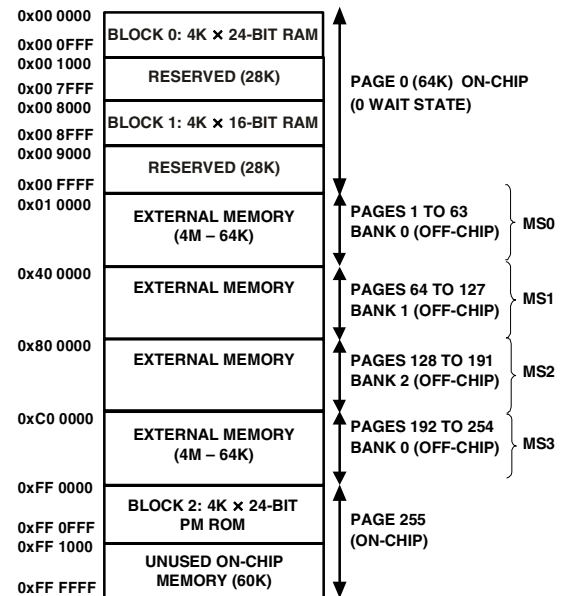 0x00 0000
BLOCK 0: 4K × 24-BIT RAM
0x00 0FFF
0x00 1000
RESERVED (28K)
0x00 7FFF
0x00 8000
BLOCK 1: 4K × 16-BIT RAM
0x00 8FFF
0x00 9000
RESERVED (28K)
0x00 FFFF
PAGE 0 (64K) ON-CHIP
(0 WAIT STATE)
0x01 0000
EXTERNAL MEMORY
(4M – 64K)
PAGES 1 TO 63
BANK 0 (OFF-CHIP)
MS0
0x40 0000
EXTERNAL MEMORY
PAGES 64 TO 127
BANK 1 (OFF-CHIP)
MS1
0x80 0000
EXTERNAL MEMORY
PAGES 128 TO 191
BANK 2 (OFF-CHIP)
MS2
0xC0 0000
EXTERNAL MEMORY
(4M – 64K)
PAGES 192 TO 254
BANK 0 (OFF-CHIP)
MS3
0xFF 0000
BLOCK 2: 4K × 24-BIT
PM ROM
0xFF 0FFF
0xFF 1000
UNUSED ON-CHIP
MEMORY (60K)
0xFF FFFF
PAGE 255
(ON-CHIP)